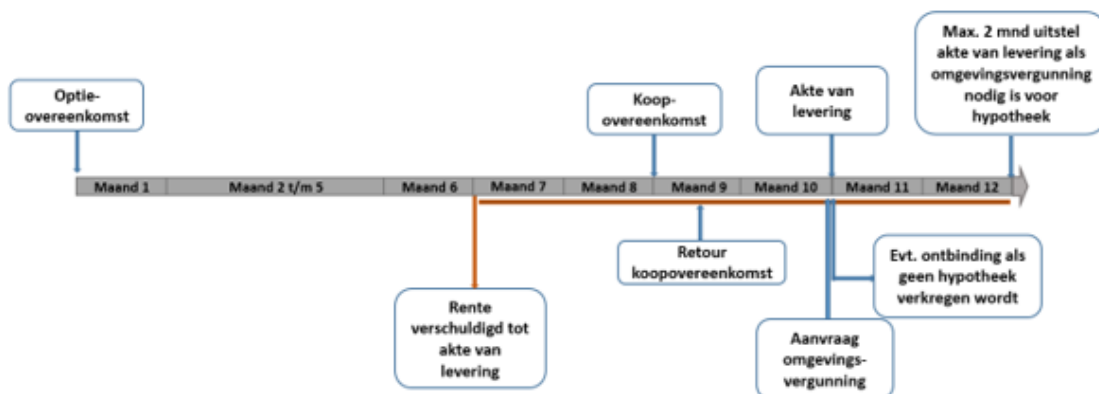 Max. 2 mnd uitstel
akte van levering als
omgevingsvergunning
nodig is voor
hypotheek
Optie-
overeenkomst
Koop-
overeenkomst
Akte van
levering
Maand 1
Maand 2 t/m 5
Maand 6
Maand 7
Maand 8
Maand 9
Maand 10
Maand 11
Maand 12
Retour
koopovereenkomst
Evt. ontbinding als
geen hypotheek
verkregen wordt
Rente
verschuldigd tot
akte van
levering
Aanvraag
omgevings-
vergunning